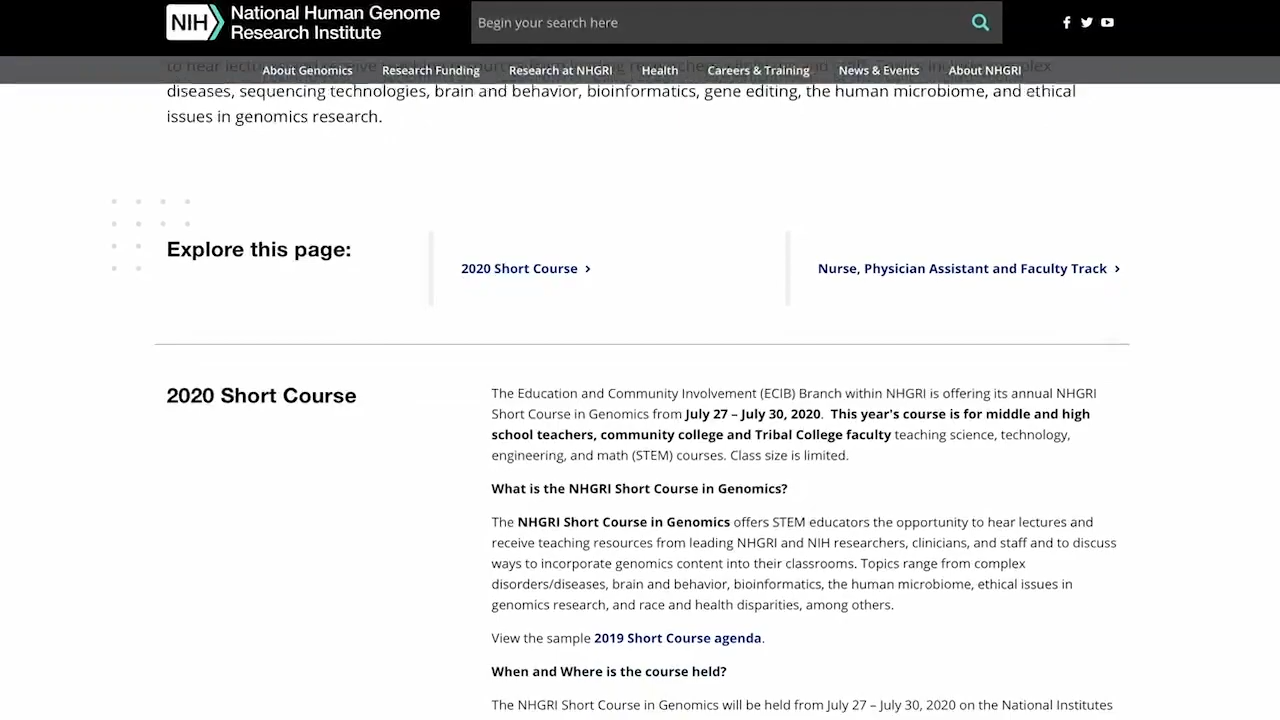 NIH
National Human Genome
Research Institute
Begin your search here
About Genomics Research Funding Research at NHGRI Health Careers & Training News & Events About NHGRI
diseases, sequencing technologies, brain and behavior, bioinformatics, gene editing, the human microbiome, and ethical
issues in genomics research.
Explore this page:
2020 Short Course >
Nurse, Physician Assistant and Faculty Track >
2020 Short Course
The Education and Community Involvement (ECIB) Branch within NHGRI is offering its annual NHGRI
Short Course in Genomics from July 27 – July 30, 2020. This year's course is for middle and high
school teachers, community college and Tribal College faculty teaching science, technology,
engineering, and math (STEM) courses. Class size is limited.
What is the NHGRI Short Course in Genomics?
The NHGRI Short Course in Genomics offers STEM educators the opportunity to hear lectures and
receive teaching resources from leading NHGRI and NIH researchers, clinicians, and staff and to discuss
ways to incorporate genomics content into their classrooms. Topics range from complex
disorders/diseases, brain and behavior, bioinformatics, the human microbiome, ethical issues in
genomics research, and race and health disparities, among others.
View the sample 2019 Short Course agenda.
When and Where is the course held?
The NHGRI Short Course in Genomics will be held from July 27 – July 30, 2020 on the National Institutes